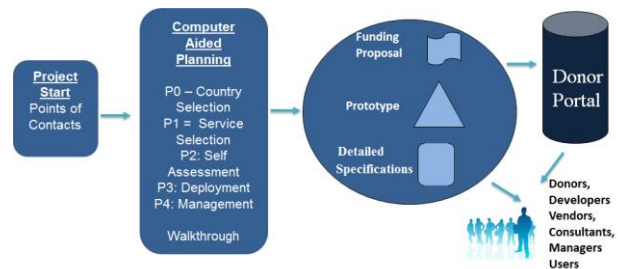 Project
Start
Points of
Contacts
Computer
Aided
Planning
P0 – Country
Selection
P1 = Service
Selection
P2: Self
Assessment
P3: Deployment
P4: Management
Walkthrough
Funding
Proposal
Prototype
Detailed
Specifications
Donor
Portal
Donors,
Developers
Vendors,
Consultants,
Managers
Users